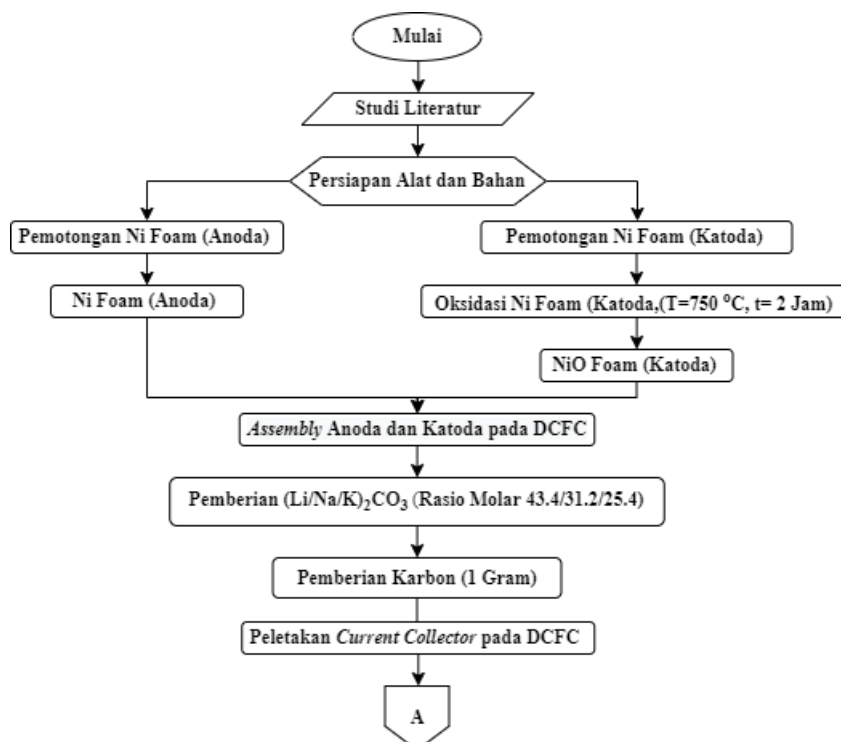 Mulai
Studi Literatur
Persiapan Alat dan Bahan
Pemotongan Ni Foam (Anoda)
Pemotongan Ni Foam (Katoda)
Ni Foam (Anoda)
Oksidasi Ni Foam (Katoda,(T=750 °C, t= 2 Jam)
NiO Foam (Katoda)
Assembly Anoda dan Katoda pada DCFC
Pemberian (Li/Na/K)₂CO₃ (Rasio Molar 43.4/31.2/25.4)
Pemberian Karbon (1 Gram)
Peletakan Current Collector pada DCFC
A